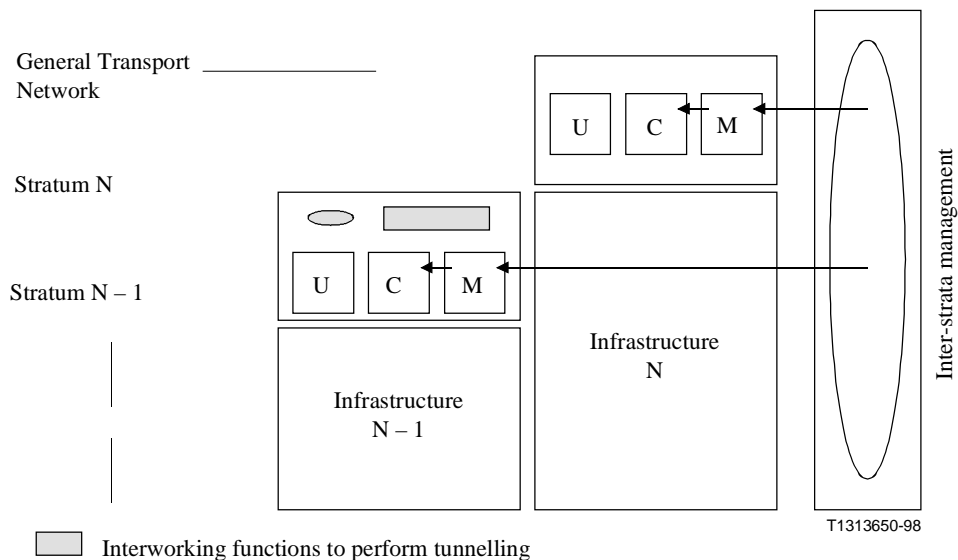 General Transport
Network
U C M
Stratum N
Stratum N – 1
U C M
Infrastructure
N
Infrastructure
N – 1
Inter-strata management
T1313650-98
Interworking functions to perform tunnelling